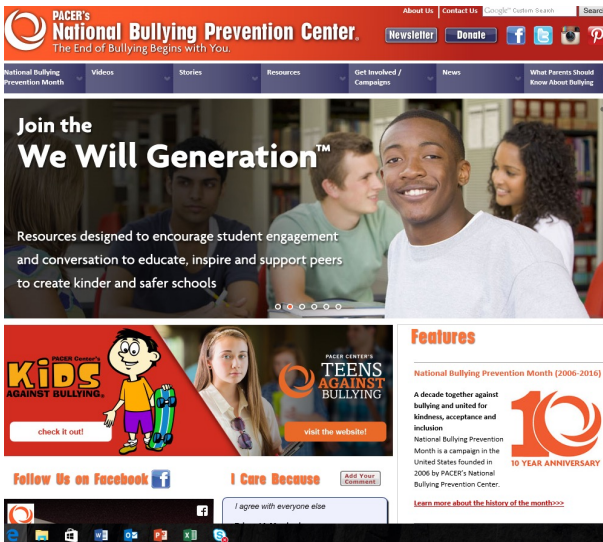 PACER's
National Bullying Prevention Center®
The End of Bullying Begins with You.
About Us | Contact Us
Google™ Custom Search
Searc
Newsletter
Donate
National Bullying
Prevention Month
Videos
Stories
Resources
Get Involved /
Campaigns
News
What Parents Should
Know About Bullying
Join the
We Will Generation™
Resources designed to encourage student engagement
and conversation to educate, inspire and support peers
to create kinder and safer schools
PACER Center's
KiDS
AGAINST BULLYING.
check it out!
PACER CENTER'S
TEENS
AGAINST
BULLYING
visit the website!
Features
National Bullying Prevention Month (2006-2016)
A decade together against
bullying and united for
kindness, acceptance and
inclusion
National Bullying Prevention
Month is a campaign in the
United States founded in
2006 by PACER's National
Bullying Prevention Center.
10 YEAR ANNIVERSARY
Learn more about the history of the month>>>
Follow Us on Facebook
I Care Because
Add Your
Comment
I agree with everyone else